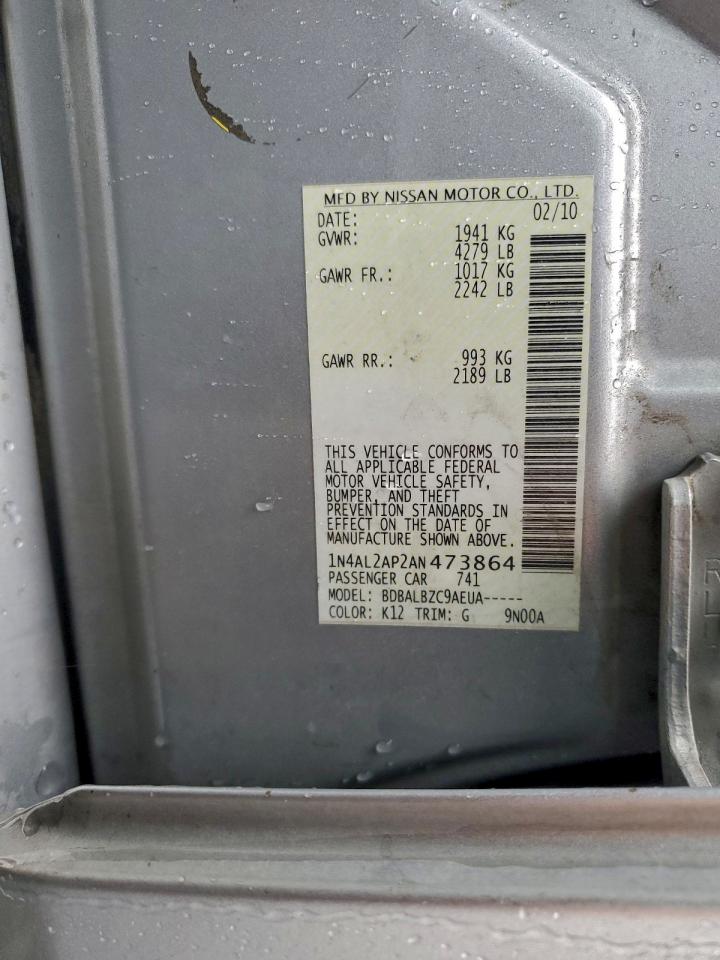 MFD BY NISSAN MOTOR CO., LTD.
DATE: 02/10
GVWR: 1941 KG
4279 LB
GAWR FR.: 1017 KG
2242 LB
GAWR RR.: 993 KG
2189 LB
THIS VEHICLE CONFORMS TO
ALL APPLICABLE FEDERAL
MOTOR VEHICLE SAFETY,
BUMPER, AND THEFT
PREVENTION STANDARDS IN
EFFECT ON THE DATE OF
MANUFACTURE SHOWN ABOVE.
1N4AL2AP2AN473864
PASSENGER CAR 741
MODEL: BDBALBZC9AEUA-----
COLOR: K12 TRIM: G 9N00A